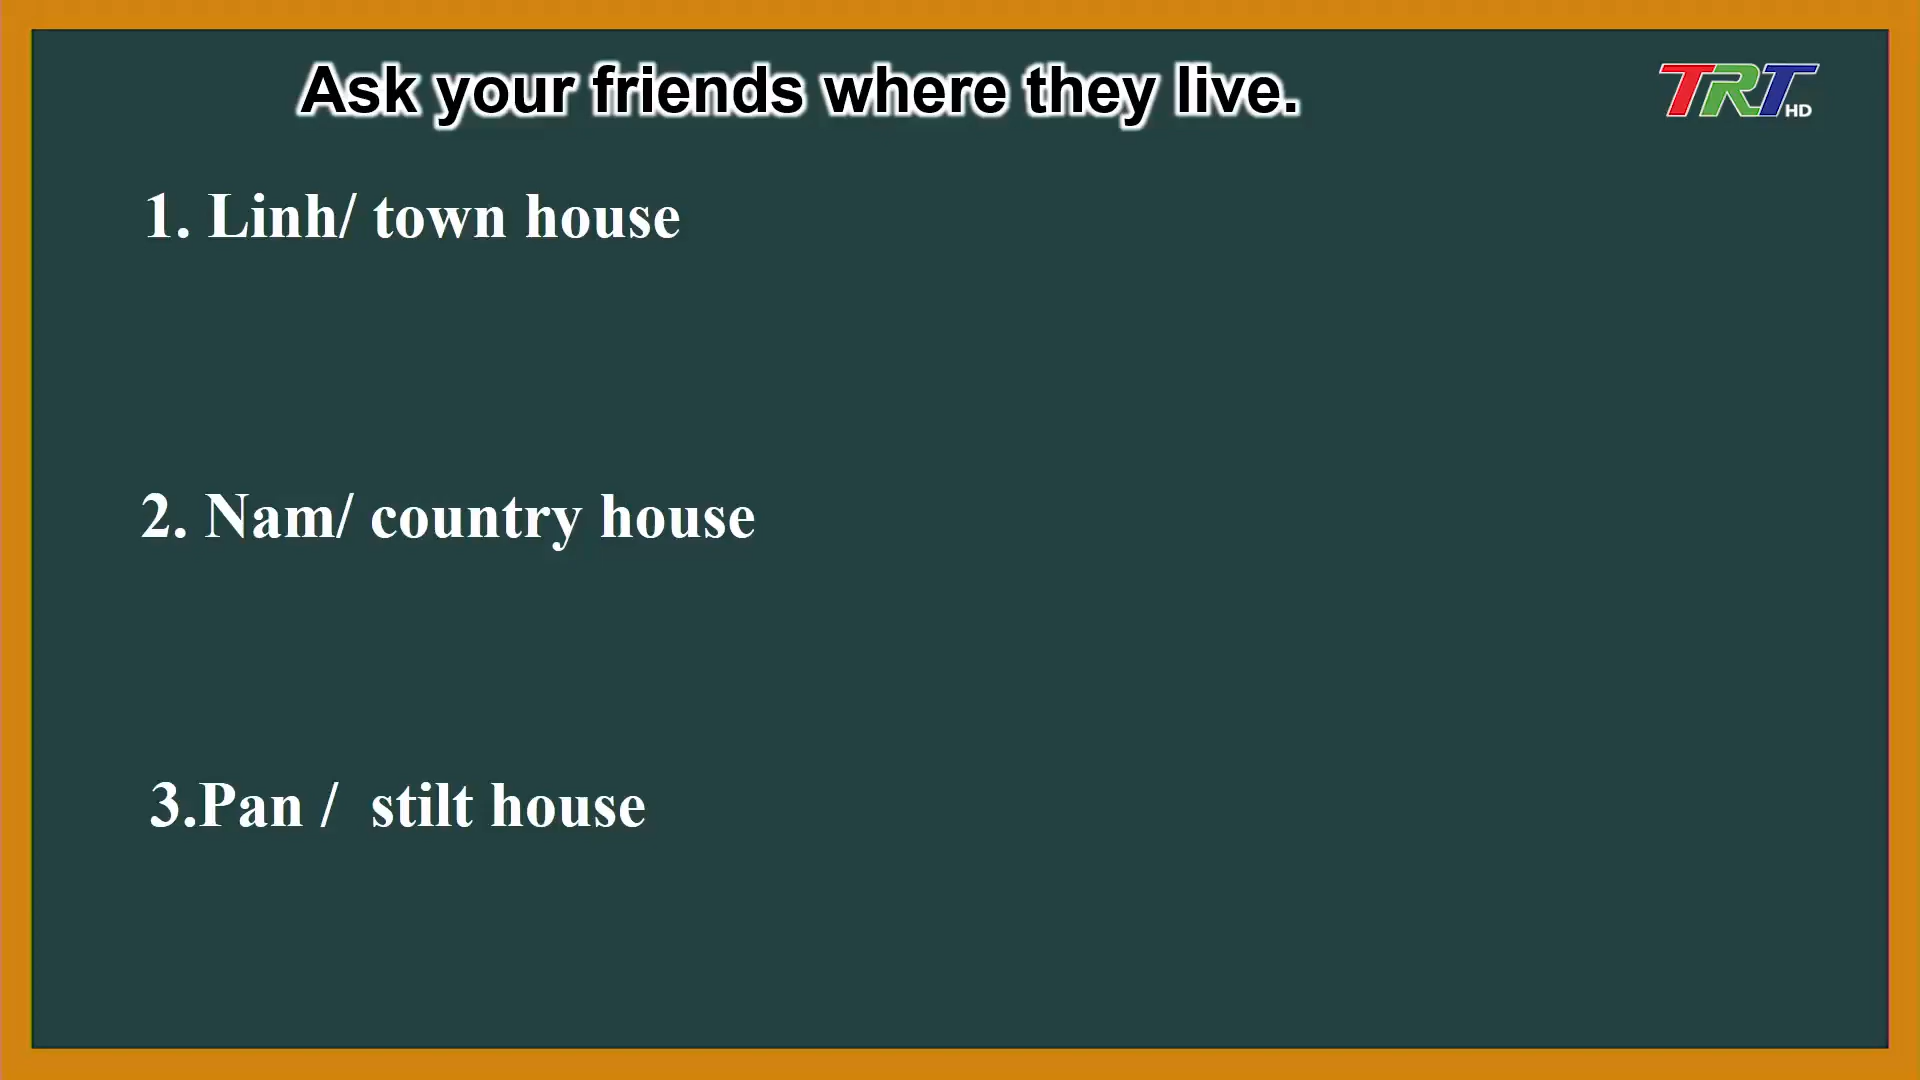 Ask your friends where they live.
TRT HD
1. Linh/ town house
2. Nam/ country house
3.Pan /  stilt house